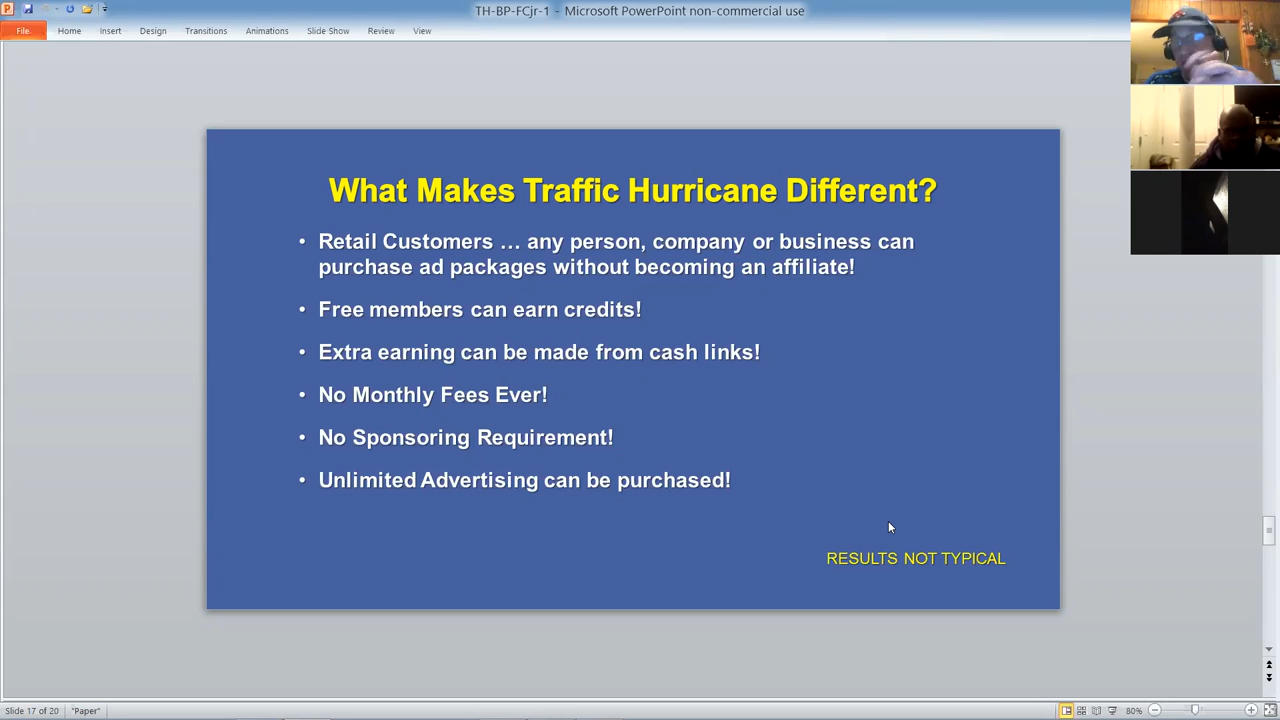 TH-BP-FCjr-1 - Microsoft PowerPoint non-commercial use
File Home Insert Design Transitions Animations Slide Show Review View
What Makes Traffic Hurricane Different?
• Retail Customers … any person, company or business can
purchase ad packages without becoming an affiliate!
• Free members can earn credits!
• Extra earning can be made from cash links!
• No Monthly Fees Ever!
• No Sponsoring Requirement!
• Unlimited Advertising can be purchased!
RESULTS NOT TYPICAL
Slide 17 of 20 "Paper" 80%